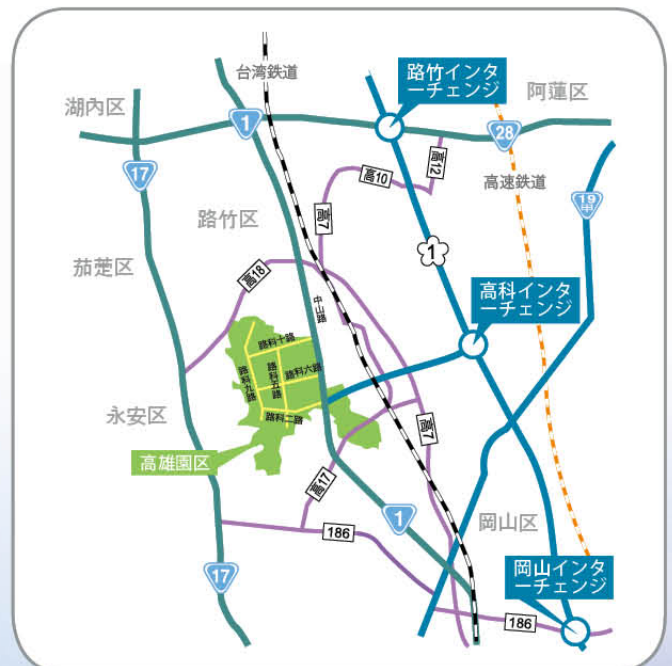 台湾鉄道
路竹インタ
ーチェンジ
阿蓮区
湖內区
1
28
17
高12
高10
高速鉄道
19甲
路竹区
高7
1
茄萣区
高18
中山路
高科インタ
ーチェンジ
路科十路
路科九路
路科五路
路科六路
永安区
路科二路
高7
高雄園区
高17
1
岡山区
186
17
岡山インタ
ーチェンジ
186